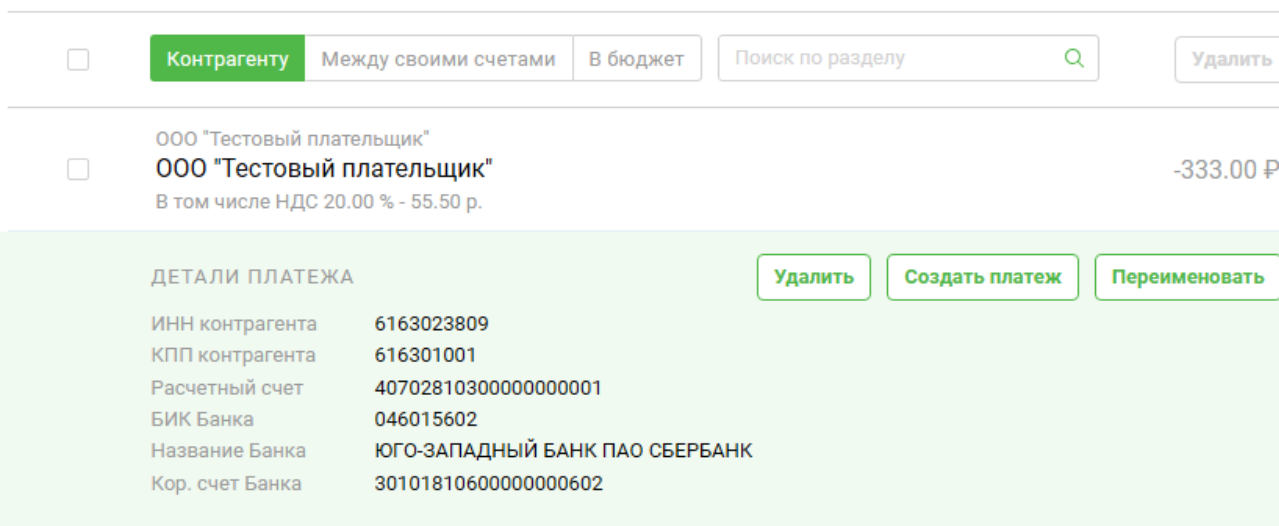 Контрагенту Между своими счетами В бюджет Поиск по разделу Удалить
ООО "Тестовый плательщик"
ООО "Тестовый плательщик" -333.00 ₽
В том числе НДС 20.00 % - 55.50 р.
ДЕТАЛИ ПЛАТЕЖА Удалить Создать платеж Переименовать
ИНН контрагента 6163023809
КПП контрагента 616301001
Расчетный счет 40702810300000000001
БИК Банка 046015602
Название Банка ЮГО-ЗАПАДНЫЙ БАНК ПАО СБЕРБАНК
Кор. счет Банка 30101810600000000602